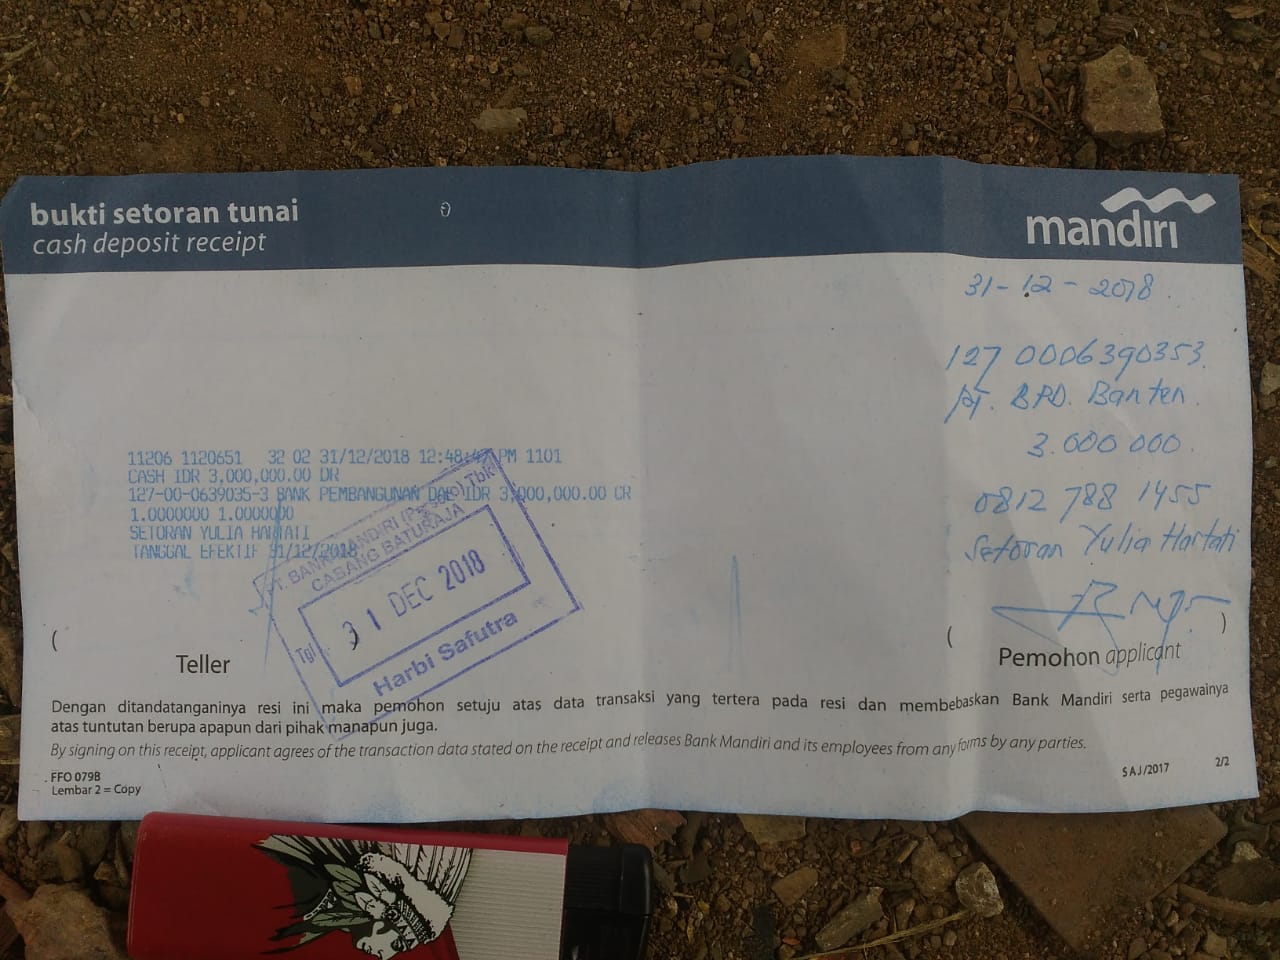 bukti setoran tunai
cash deposit receipt
mandiri
31-12-2018
127 0006390353
PT. BPD. Banten
3.000 000
0812 788 1455
Setoran Yulia Hartati
11206 1120651 32 02 31/12/2018 12:48: PM 1101
CASH IDR 3,000,000.00 DR
127-00-0639035-3 BANK PEMBANGUNAN DAE IDR 3,000,000.00 CR
1.0000000 1.0000000
SETORAN YULIA HARTATI
TANGGAL EFEKTIF 31/12/2018
PT. BANK MANDIRI (Persero) Tbk
CABANG BATURAJA
Tgl 31 DEC 2018
Harbi Safutra
( )
Teller
( )
Pemohon applicant
Dengan ditandatanganinya resi ini maka pemohon setuju atas data transaksi yang tertera pada resi dan membebaskan Bank Mandiri serta pegawainya
atas tuntutan berupa apapun dari pihak manapun juga.
By signing on this receipt, applicant agrees of the transaction data stated on the receipt and releases Bank Mandiri and its employees from any forms by any parties.
FFO 079B
Lembar 2 = Copy
SAJ/2017 2/2